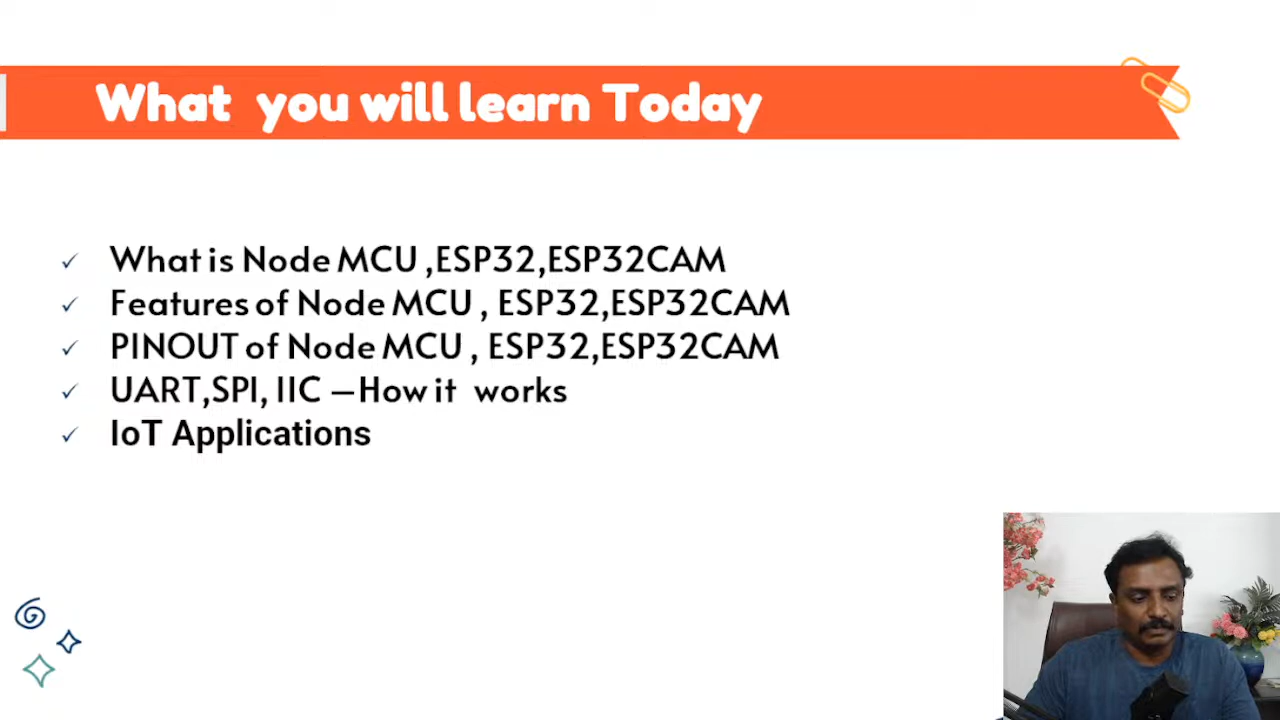 What you will learn Today
What is Node MCU ,ESP32,ESP32CAM
Features of Node MCU , ESP32,ESP32CAM
PINOUT of Node MCU , ESP32,ESP32CAM
UART,SPI, IIC –How it works
IoT Applications